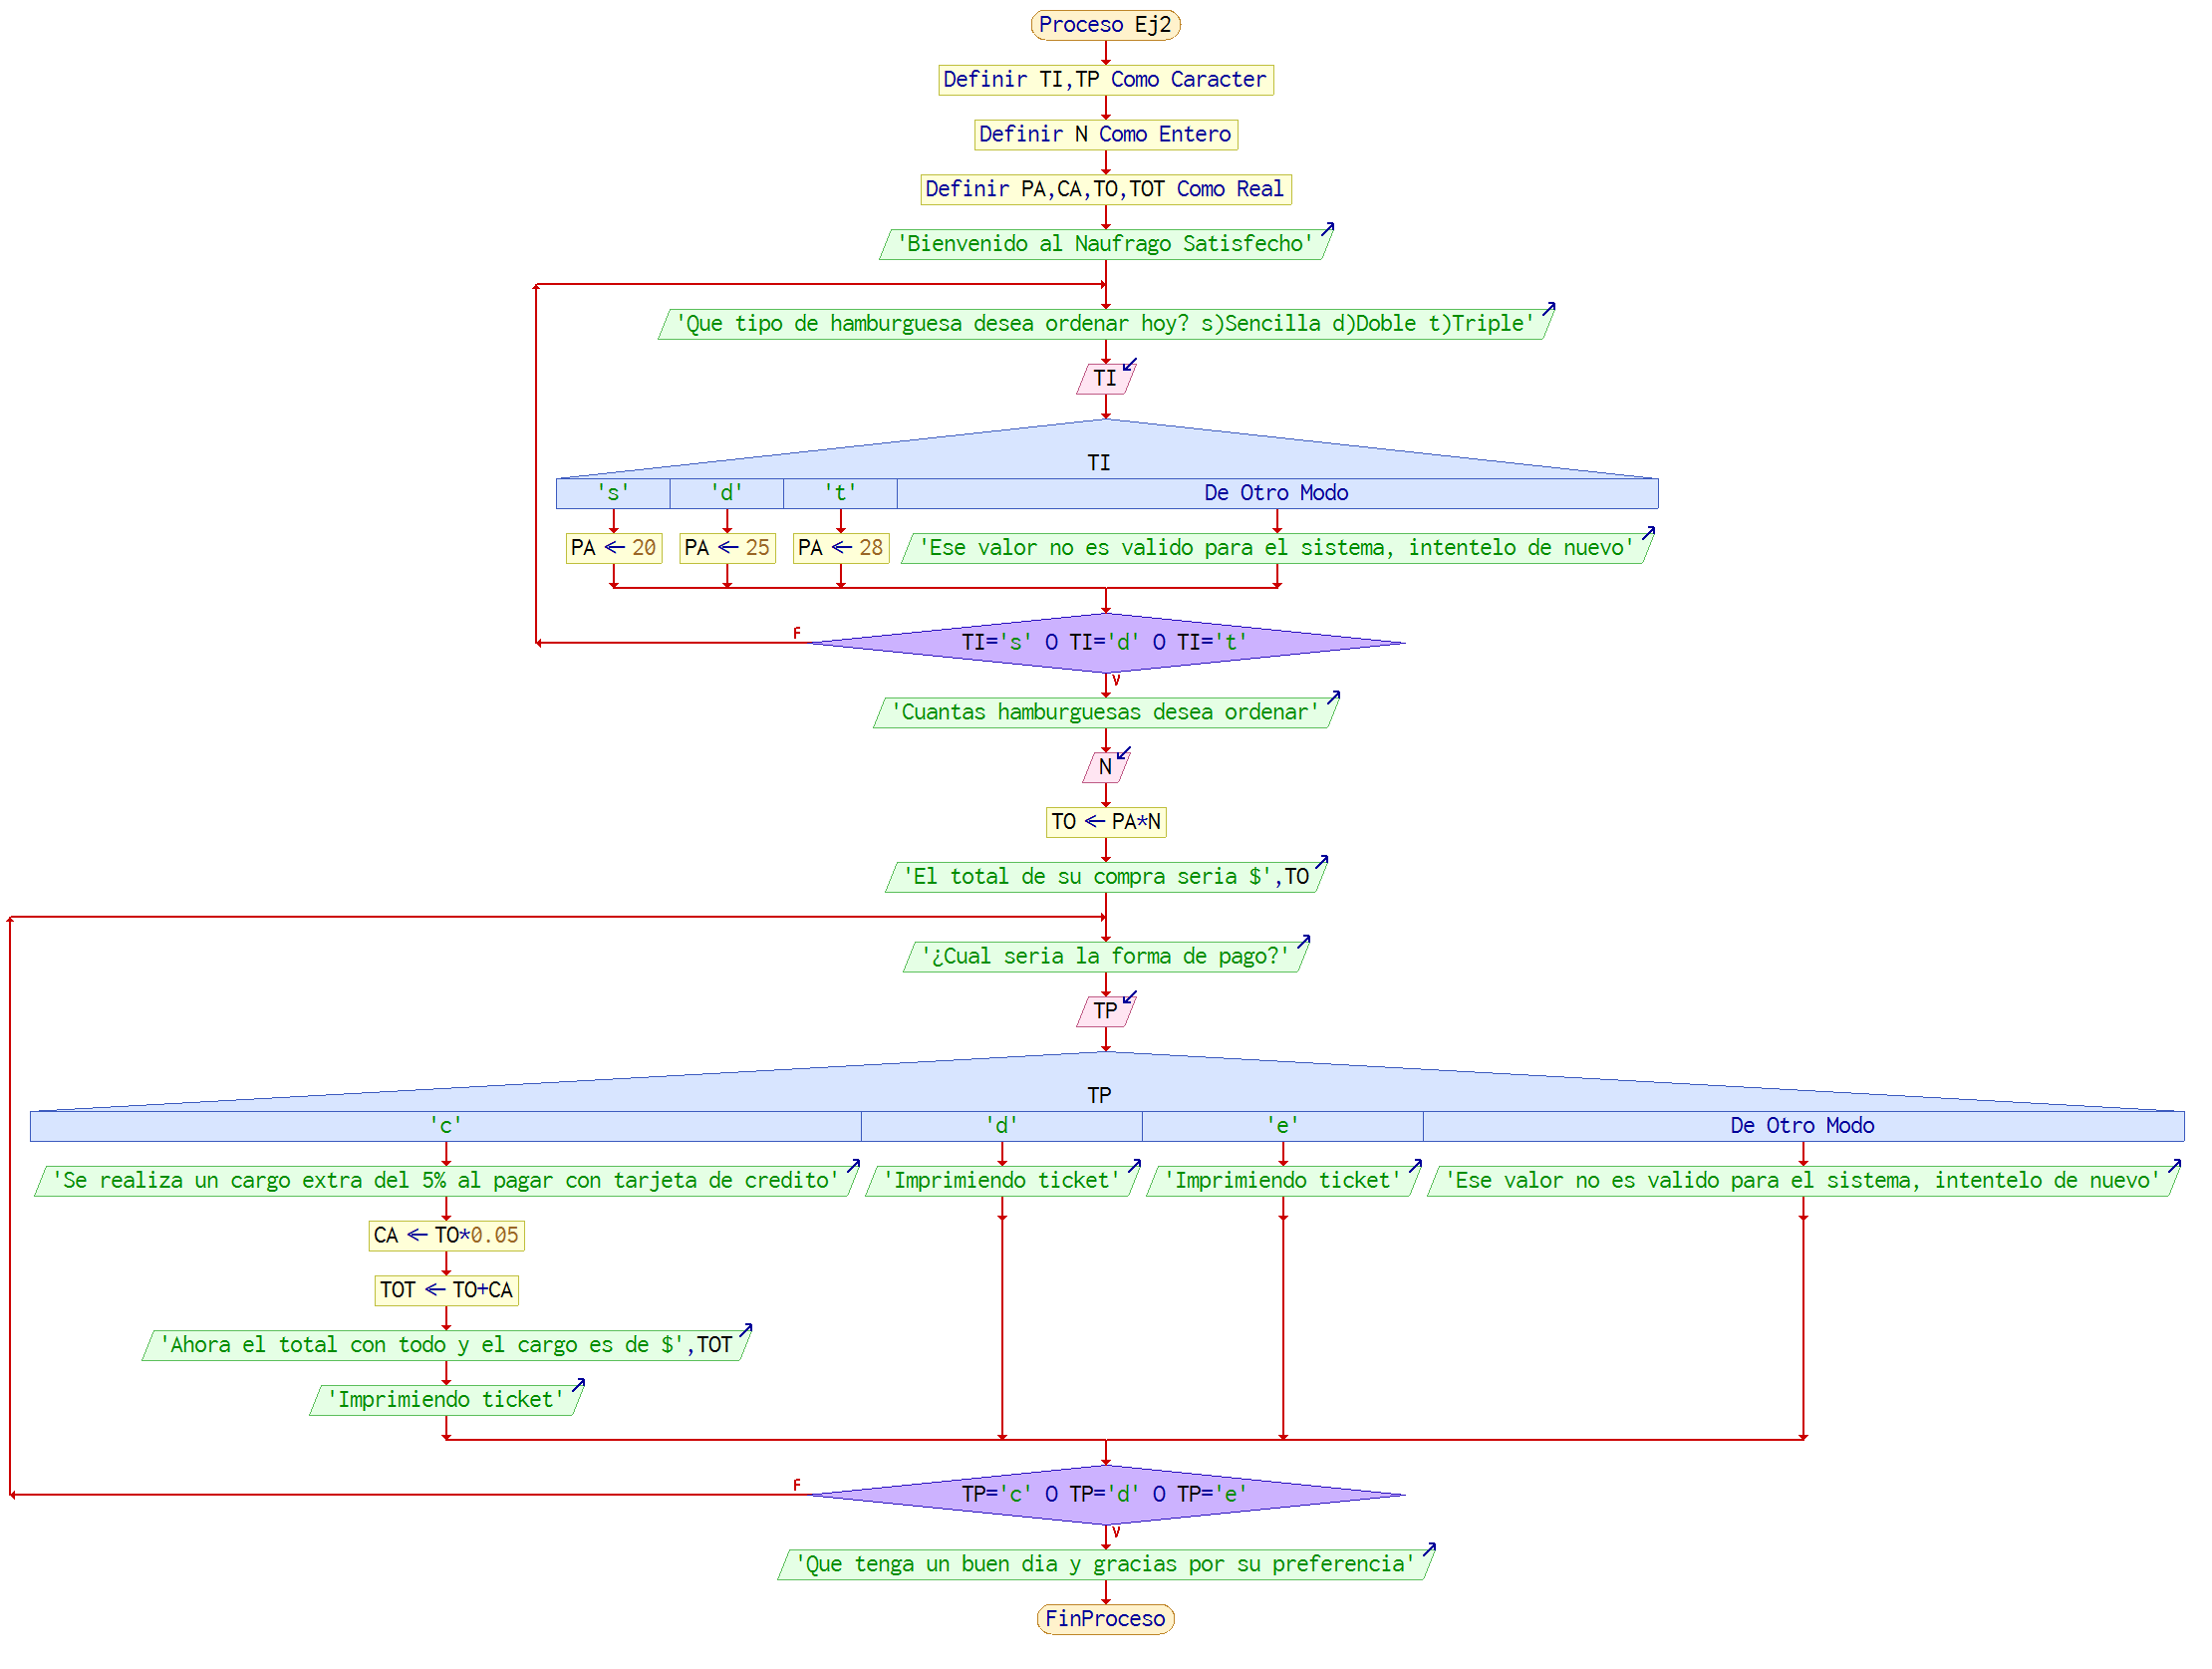 Proceso Ej2
Definir TI,TP Como Caracter
Definir N Como Entero
Definir PA,CA,TO,TOT Como Real
'Bienvenido al Naufrago Satisfecho'
'Que tipo de hamburguesa desea ordenar hoy? s)Sencilla d)Doble t)Triple'
TI
TI
's' 'd' 't' De Otro Modo
PA ← 20 PA ← 25 PA ← 28 'Ese valor no es valido para el sistema, intentelo de nuevo'
F
TI='s' O TI='d' O TI='t'
V
'Cuantas hamburguesas desea ordenar'
N
TO ← PA*N
'El total de su compra seria $',TO
'¿Cual seria la forma de pago?'
TP
TP
'c' 'd' 'e' De Otro Modo
'Se realiza un cargo extra del 5% al pagar con tarjeta de credito' 'Imprimiendo ticket' 'Imprimiendo ticket' 'Ese valor no es valido para el sistema, intentelo de nuevo'
CA ← TO*0.05
TOT ← TO+CA
'Ahora el total con todo y el cargo es de $',TOT
'Imprimiendo ticket'
F
TP='c' O TP='d' O TP='e'
V
'Que tenga un buen dia y gracias por su preferencia'
FinProceso